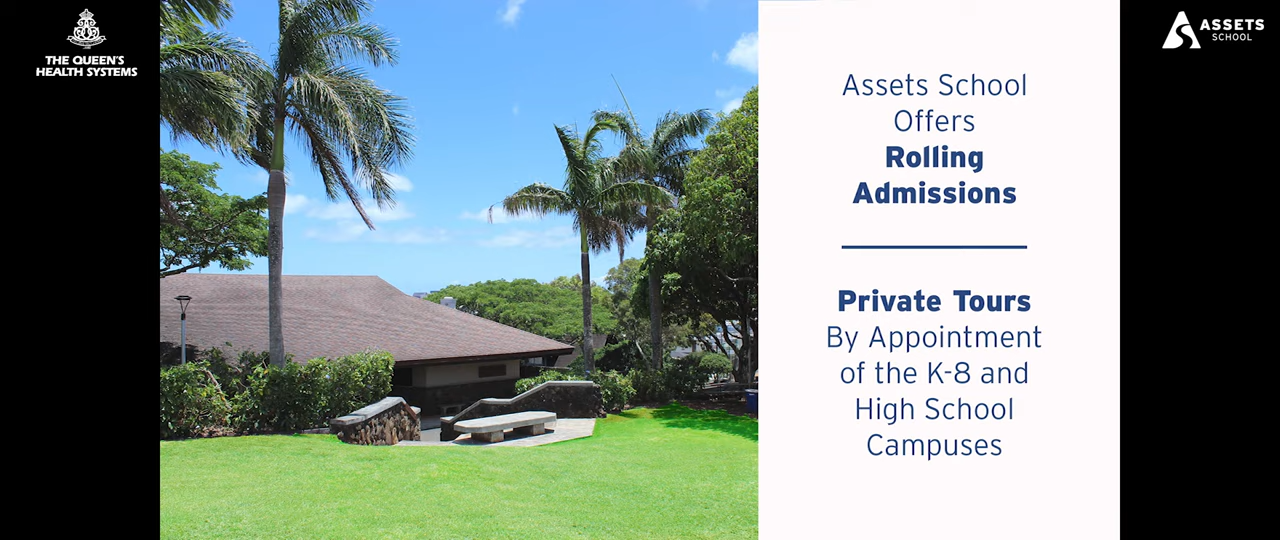 THE QUEEN'S
HEALTH SYSTEMS
ASSETS
SCHOOL
Assets School
Offers
Rolling
Admissions
Private Tours
By Appointment
of the K-8 and
High School
Campuses